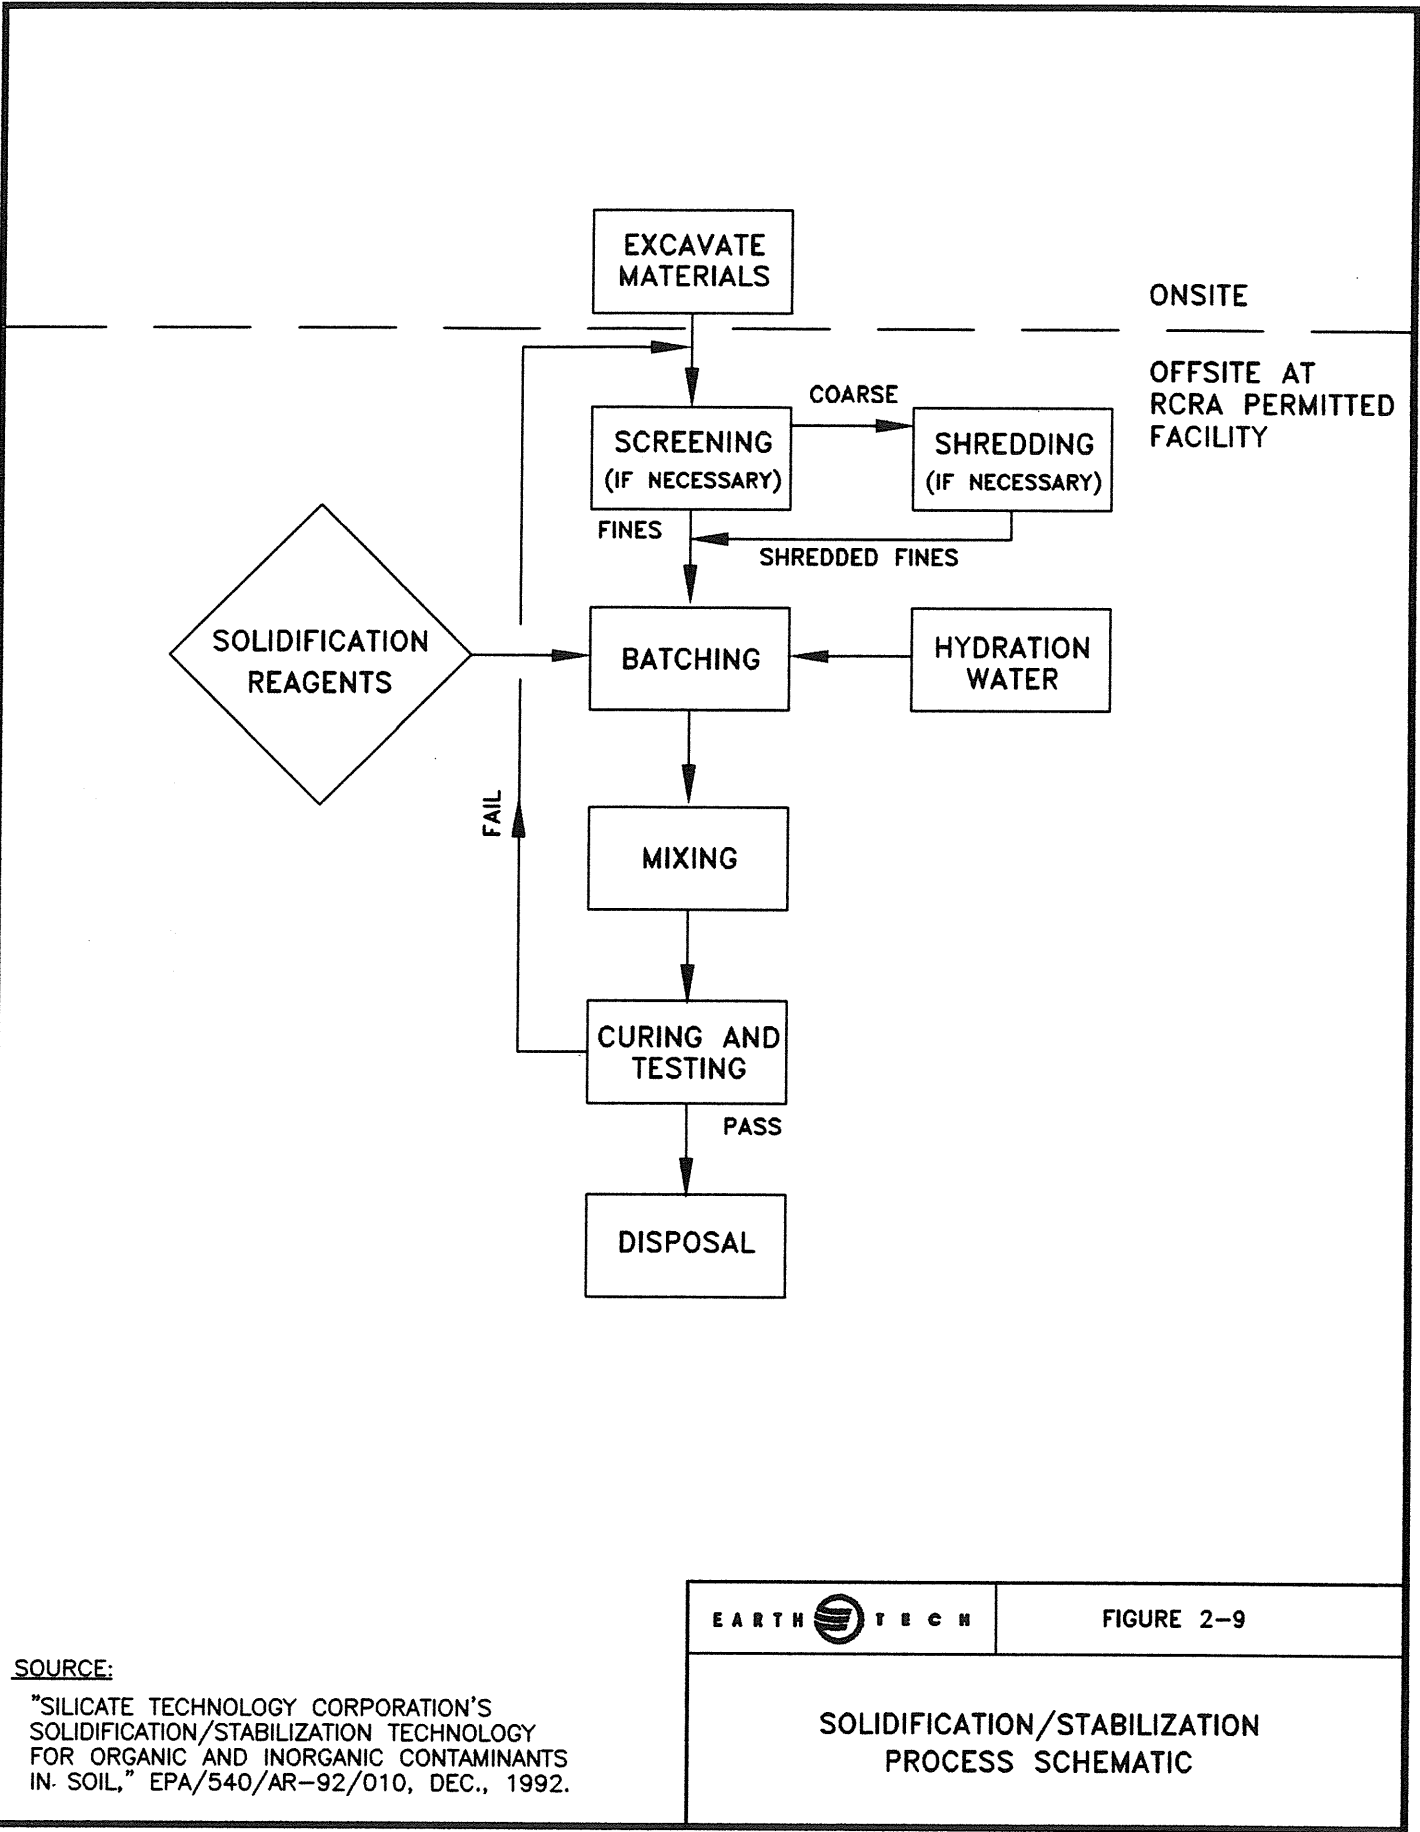 EXCAVATE
MATERIALS
ONSITE
OFFSITE AT
RCRA PERMITTED
FACILITY
COARSE
SCREENING
(IF NECESSARY)
SHREDDING
(IF NECESSARY)
FINES
SHREDDED FINES
SOLIDIFICATION
REAGENTS
BATCHING
HYDRATION
WATER
FAIL
MIXING
CURING AND
TESTING
PASS
DISPOSAL
EARTH TECH
FIGURE 2-9
SOLIDIFICATION/STABILIZATION
PROCESS SCHEMATIC
SOURCE:
"SILICATE TECHNOLOGY CORPORATION'S
SOLIDIFICATION/STABILIZATION TECHNOLOGY
FOR ORGANIC AND INORGANIC CONTAMINANTS
IN SOIL," EPA/540/AR-92/010, DEC., 1992.